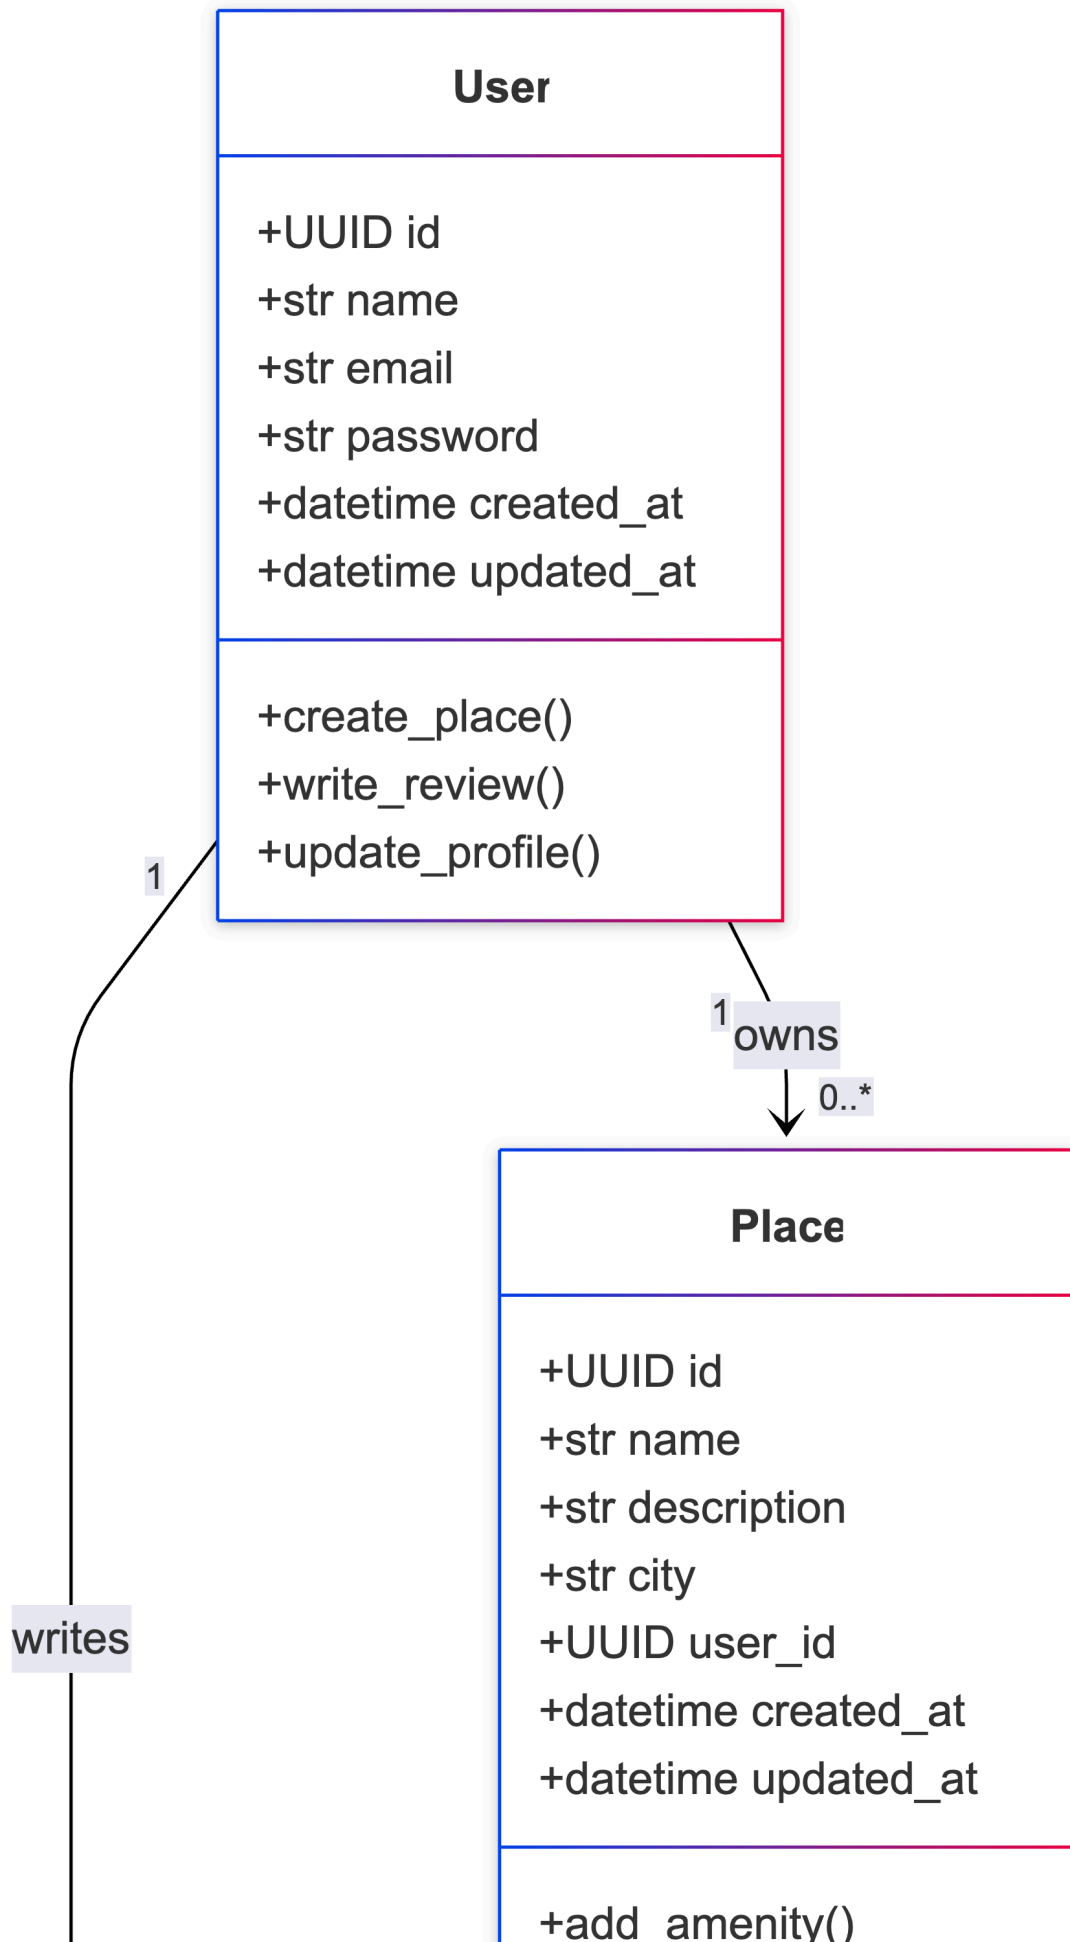 User
+UUID id
+str name
+str email
+str password
+datetime created_at
+datetime updated_at
+create_place()
+write_review()
+update_profile()
1
1
owns
0..*
Place
+UUID id
+str name
+str description
+str city
+UUID user_id
+datetime created_at
+datetime updated_at
writes
+add_amenity()